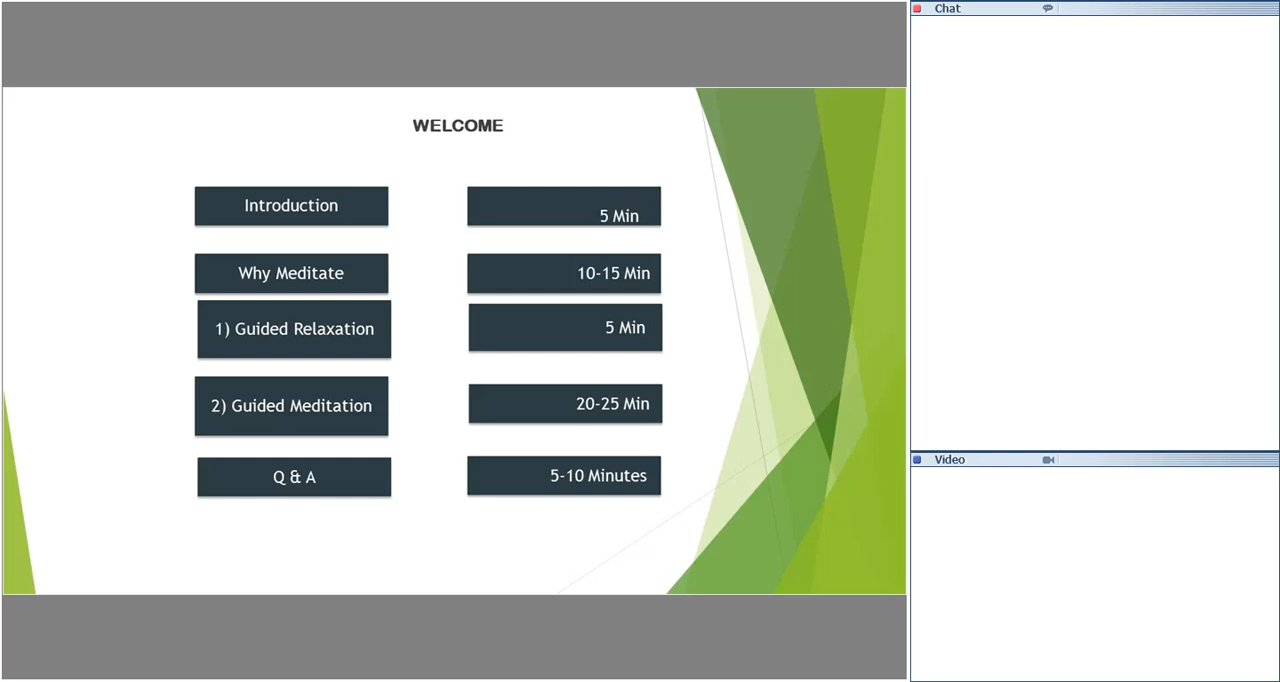 Chat
WELCOME
Introduction
5 Min
Why Meditate
10-15 Min
1) Guided Relaxation
5 Min
2) Guided Meditation
20-25 Min
Q & A
5-10 Minutes
Video